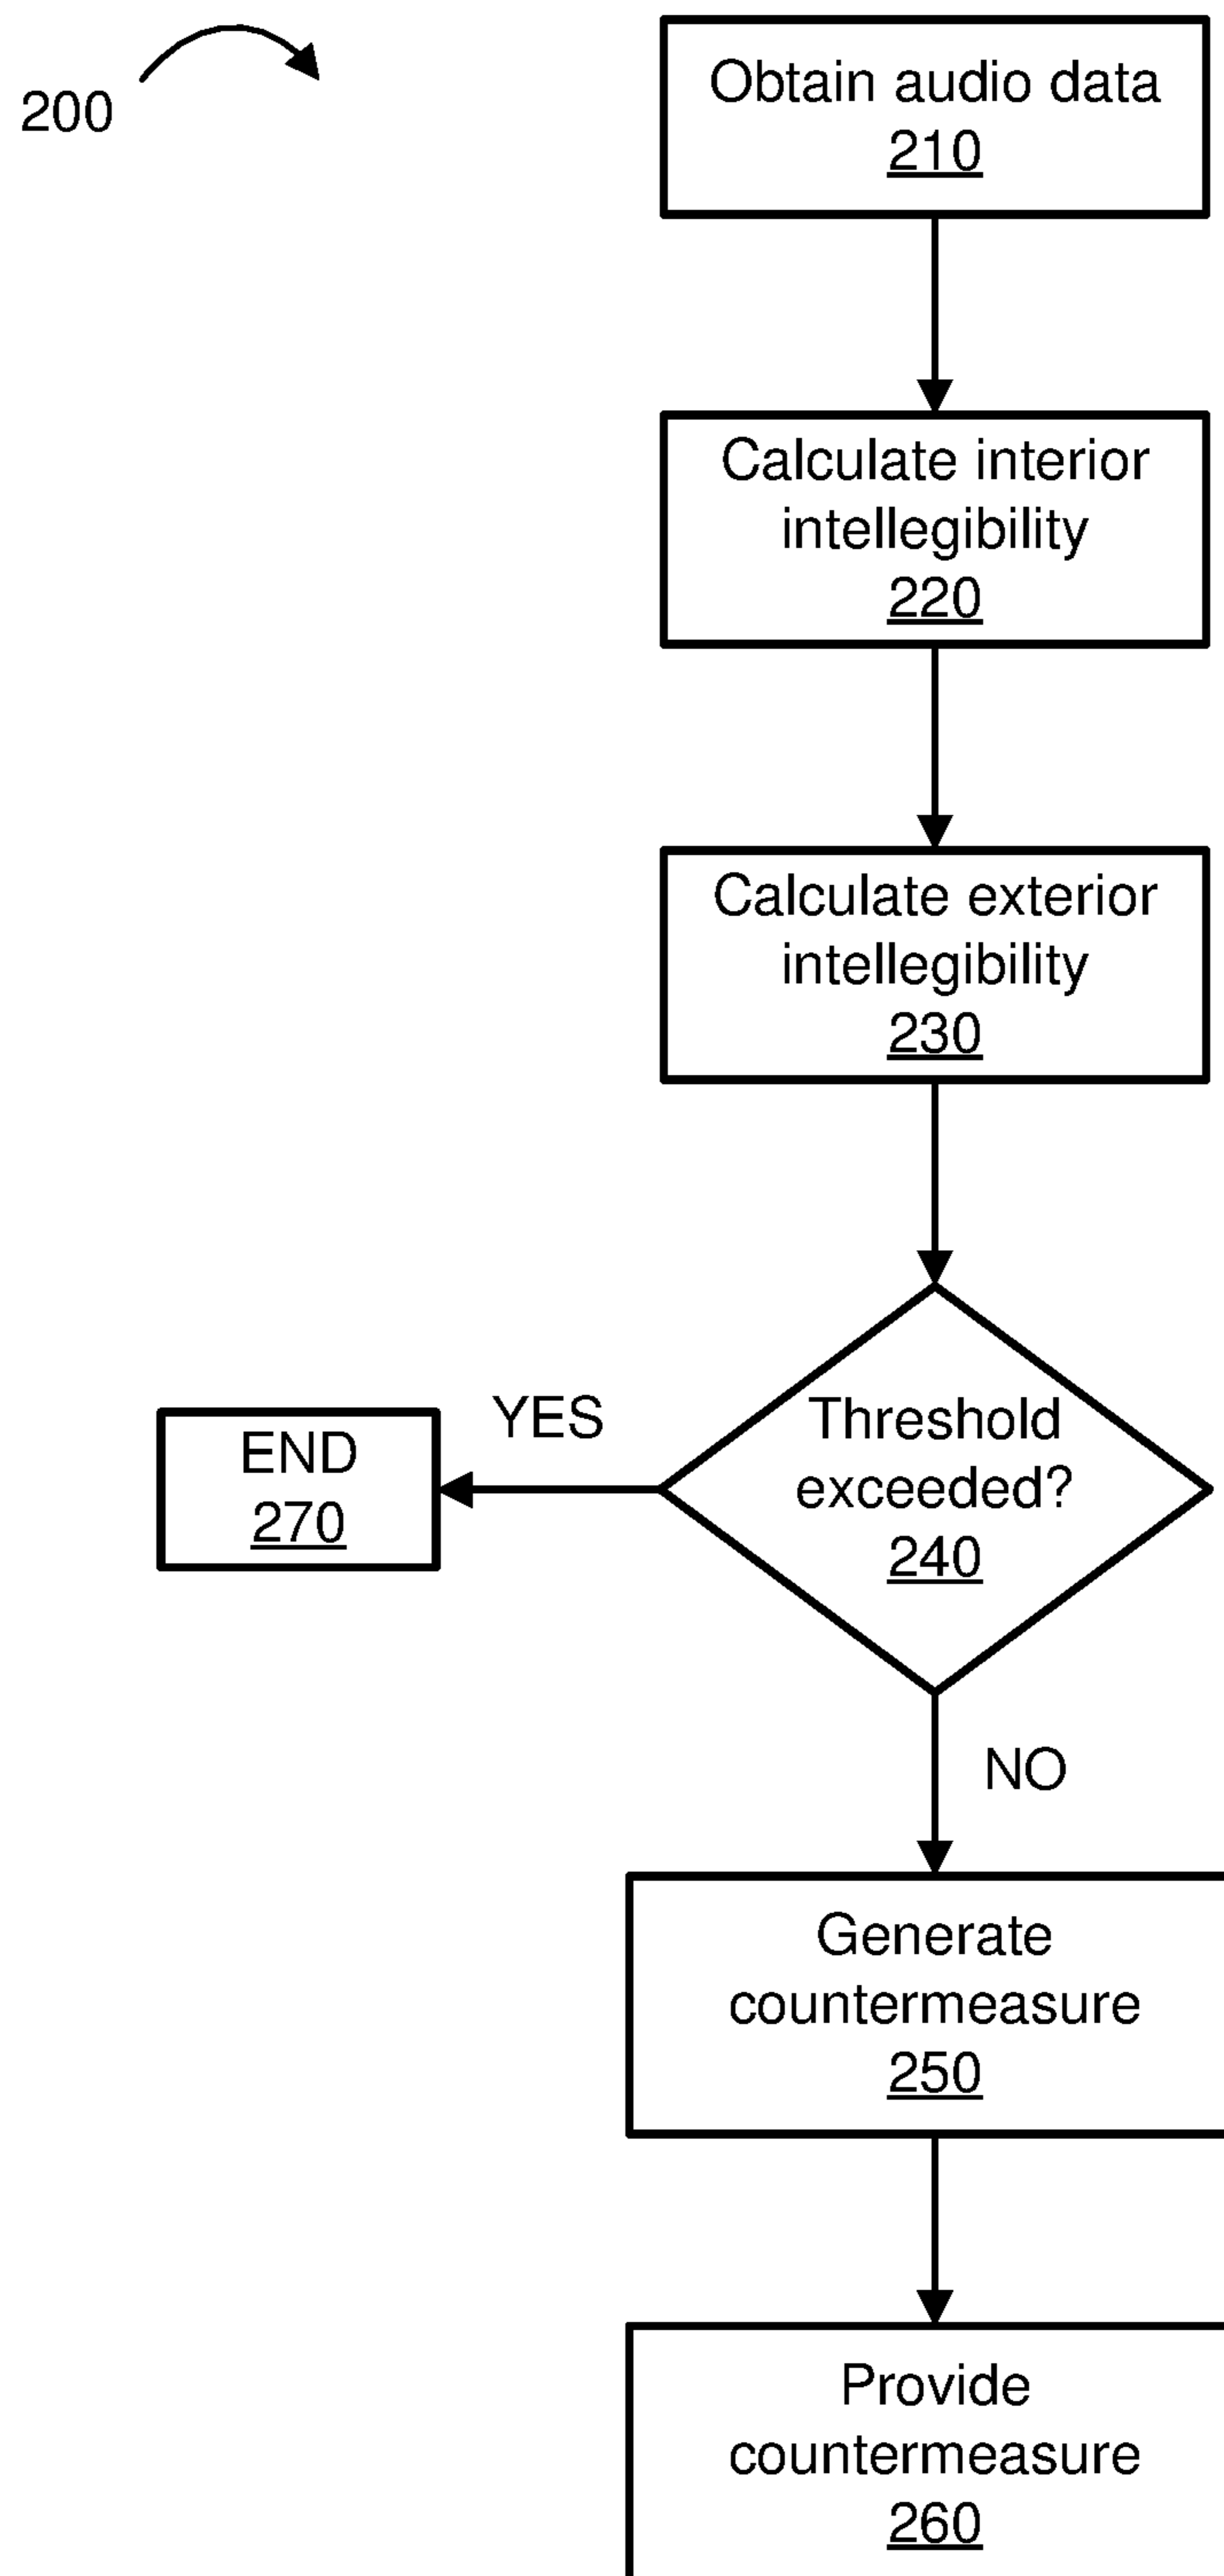 200
Obtain audio data
210
Calculate interior
intellegibility
220
Calculate exterior
intellegibility
230
Threshold
exceeded?
240
YES
END
270
NO
Generate
countermeasure
250
Provide
countermeasure
260